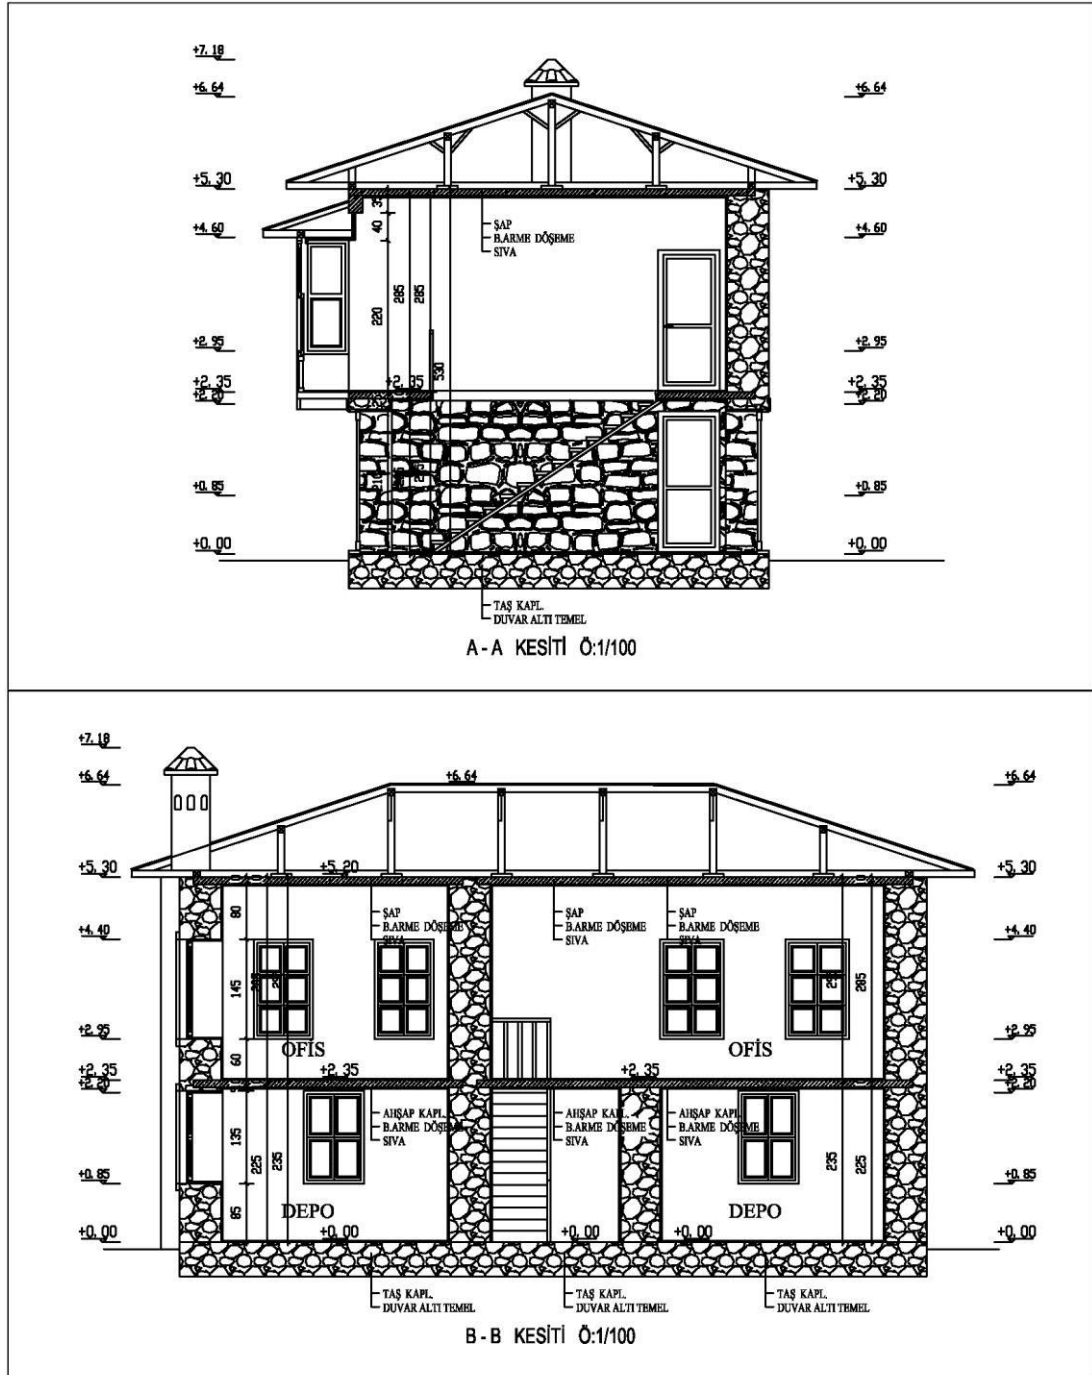 +7.18
+6.64
+6.64
+5.30
+5.30
35
ŞAP
B.ARME DÖŞEME
SIVA
40
+4.60
+4.60
285
285
220
+2.95
+2.95
530
+2.35
+2.35
+2.35
+2.20
+2.20
210
+0.85
+0.85
+0.00
+0.00
TAŞ KAPL.
DUVAR ALTI TEMEL
A - A KESİTİ Ö:1/100
+7.18
+6.64
+6.64
+6.64
+5.30
+5.20
+5.30
80
ŞAP
B.ARME DÖŞEME
SIVA
ŞAP
B.ARME DÖŞEME
SIVA
ŞAP
B.ARME DÖŞEME
SIVA
+4.40
+4.40
145
285
+2.95
+2.95
OFİS
OFİS
60
+2.35
+2.35
+2.35
+2.35
+2.20
+2.20
AHŞAP KAPL.
B.ARME DÖŞEME
SIVA
AHŞAP KAPL.
B.ARME DÖŞEME
SIVA
AHŞAP KAPL.
B.ARME DÖŞEME
SIVA
135
225
235
235
225
+0.85
+0.85
85
DEPO
DEPO
+0.00
+0.00
+0.00
+0.00
+0.00
TAŞ KAPL.
DUVAR ALTI TEMEL
TAŞ KAPL.
DUVAR ALTI TEMEL
TAŞ KAPL.
DUVAR ALTI TEMEL
B - B KESİTİ Ö:1/100